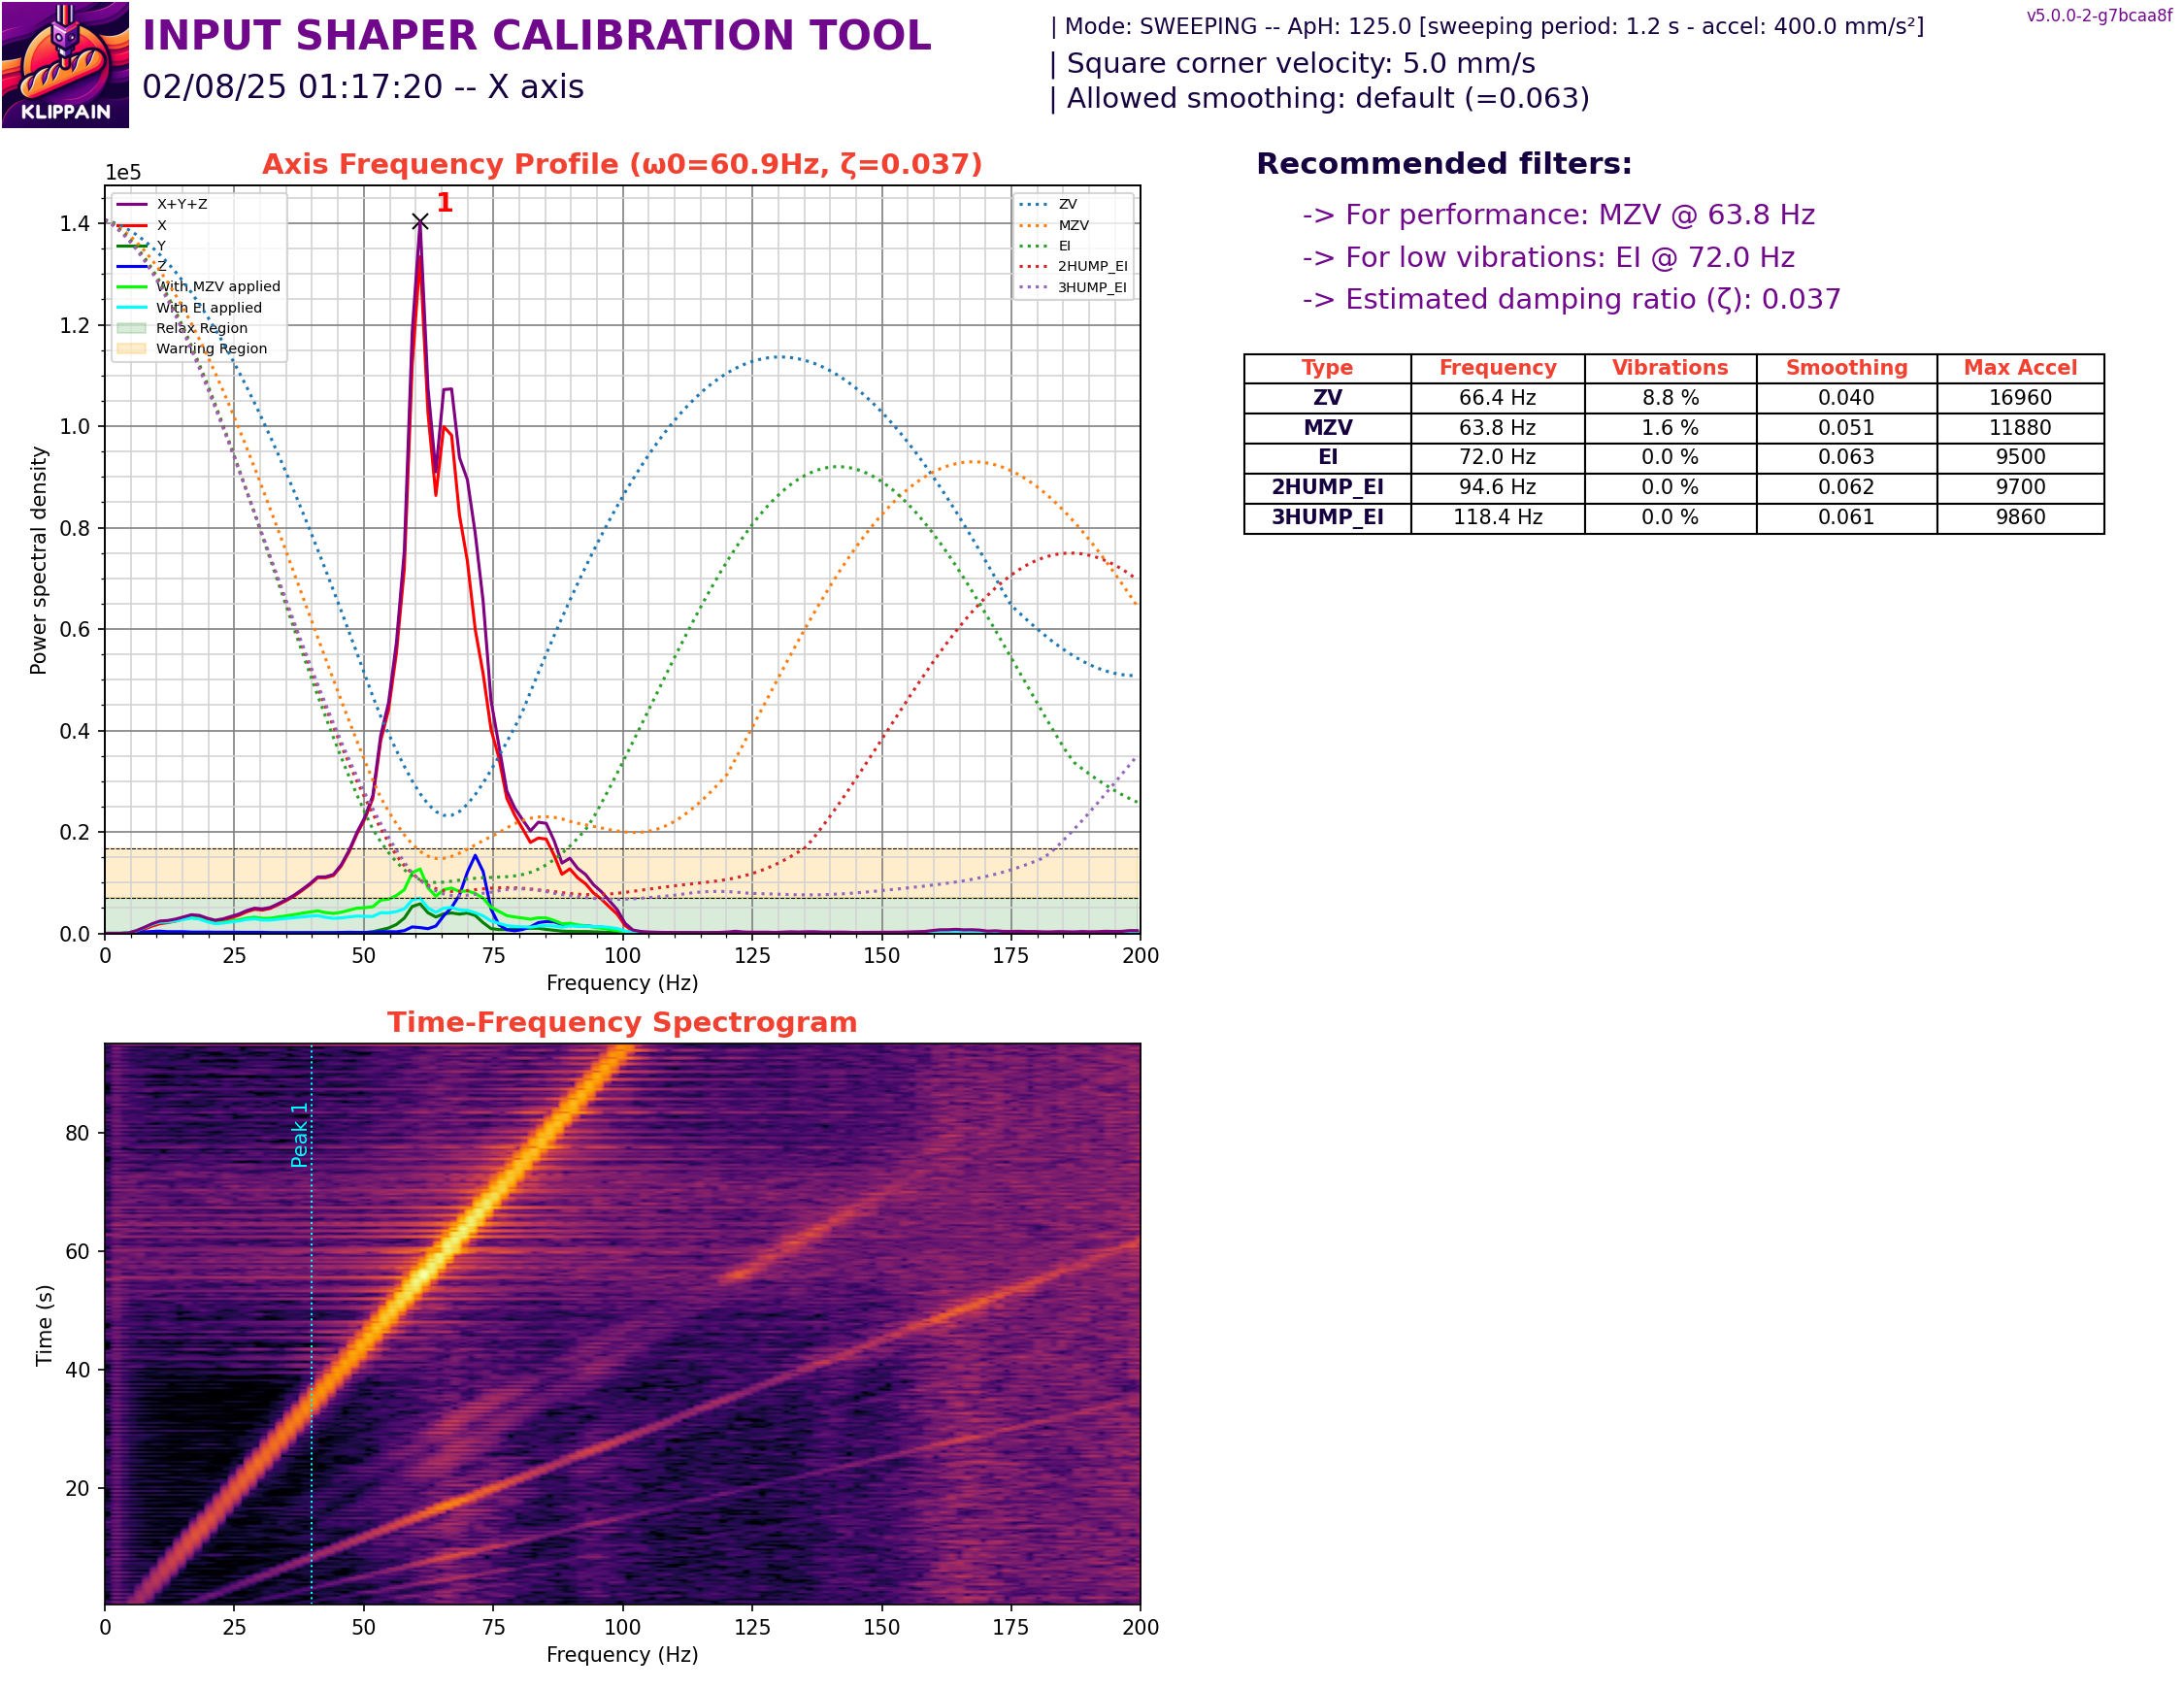 KLIPPAIN
INPUT SHAPER CALIBRATION TOOL
02/08/25 01:17:20 -- X axis
| Mode: SWEEPING -- ApH: 125.0 [sweeping period: 1.2 s - accel: 400.0 mm/s²]
| Square corner velocity: 5.0 mm/s
| Allowed smoothing: default (=0.063)
v5.0.0-2-g7bcaa8f
Axis Frequency Profile (ω0=60.9Hz, ζ=0.037)
1e5
1.4
1.2
1.0
0.8
0.6
0.4
0.2
0.0
Power spectral density
X+Y+Z
X
Y
Z
With MZV applied
With EI applied
Relax Region
Warning Region
1
ZV
MZV
EI
2HUMP_EI
3HUMP_EI
0 25 50 75 100 125 150 175 200
Frequency (Hz)
Recommended filters:
-> For performance: MZV @ 63.8 Hz
-> For low vibrations: EI @ 72.0 Hz
-> Estimated damping ratio (ζ): 0.037
Type Frequency Vibrations Smoothing Max Accel
ZV 66.4 Hz 8.8 % 0.040 16960
MZV 63.8 Hz 1.6 % 0.051 11880
EI 72.0 Hz 0.0 % 0.063 9500
2HUMP_EI 94.6 Hz 0.0 % 0.062 9700
3HUMP_EI 118.4 Hz 0.0 % 0.061 9860
Time-Frequency Spectrogram
80
60
40
20
Time (s)
Peak 1
0 25 50 75 100 125 150 175 200
Frequency (Hz)